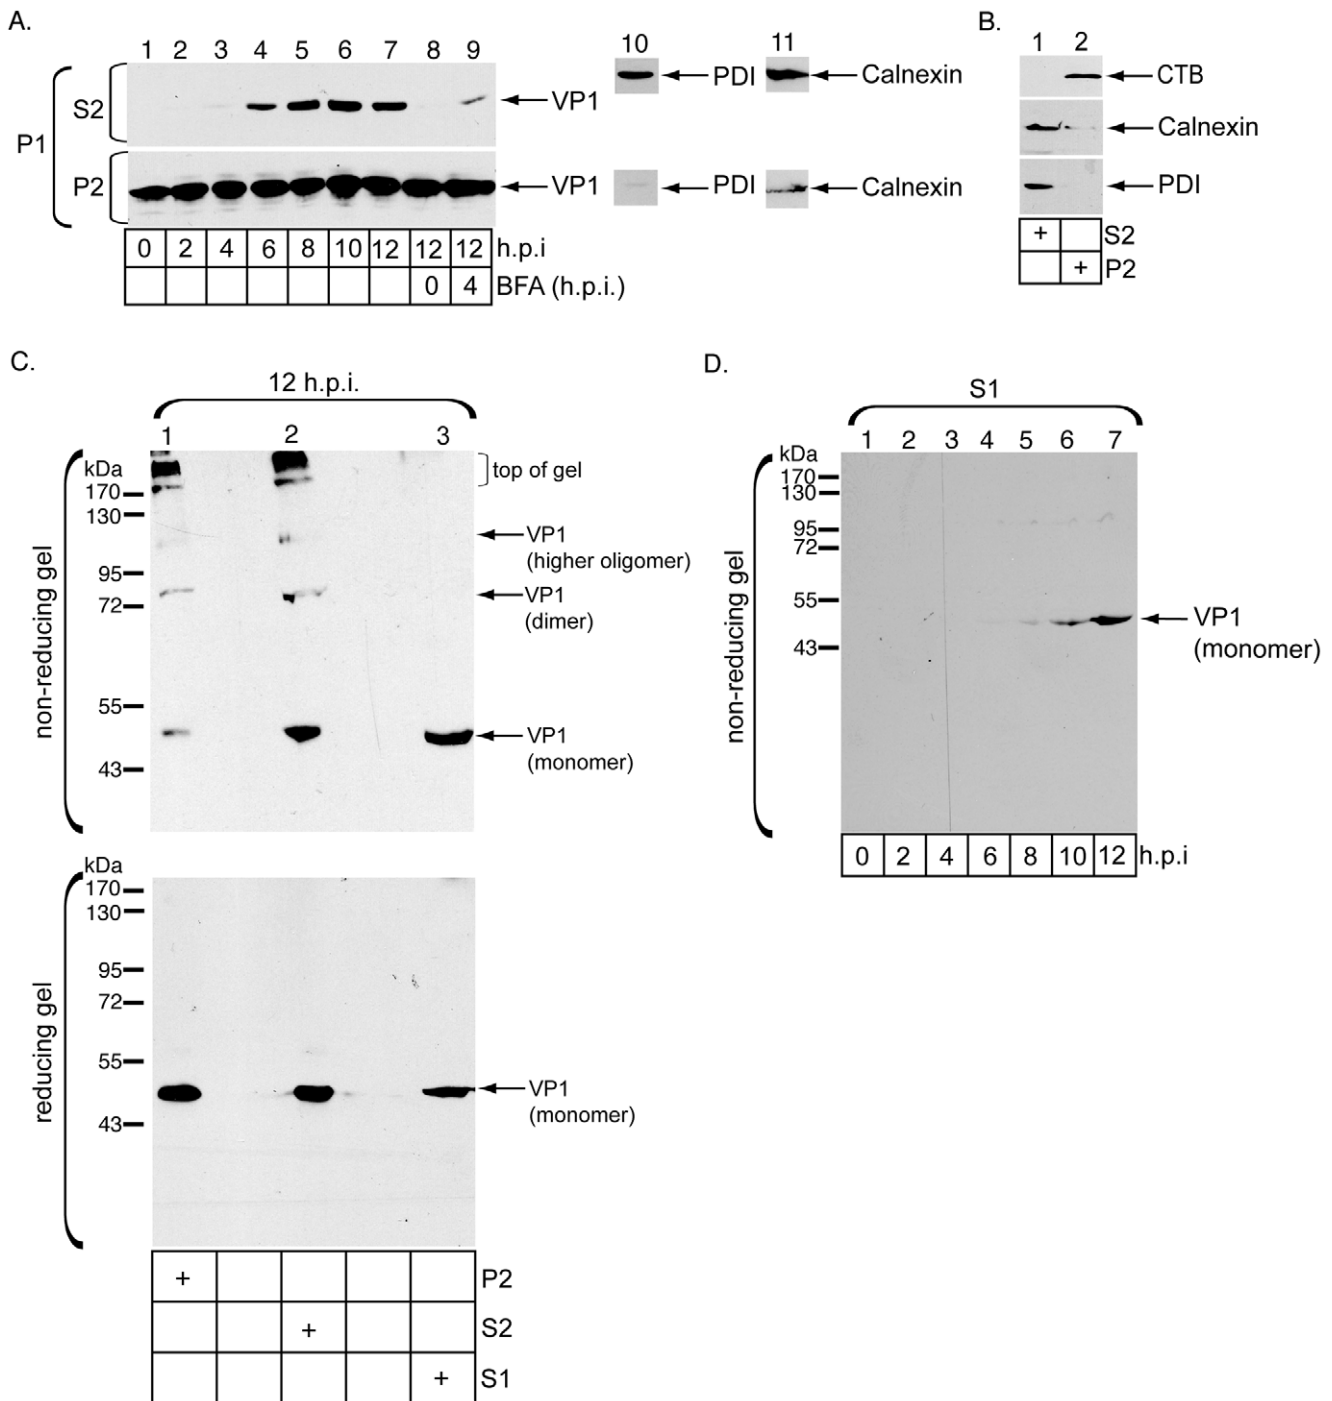 A.
1 2 3 4 5 6 7 8 9
P1
S2
VP1
P2
VP1
0 2 4 6 8 10 12 12 12 h.p.i
0 4 BFA (h.p.i.)
10
PDI
11
Calnexin
PDI
Calnexin
B.
1 2
CTB
Calnexin
PDI
+ S2
+ P2
C.
12 h.p.i.
1 2 3
non-reducing gel
kDa
170
130
95
72
55
43
top of gel
VP1
(higher oligomer)
VP1
(dimer)
VP1
(monomer)
reducing gel
kDa
170
130
95
72
55
43
VP1
(monomer)
+ P2
+ S2
+ S1
D.
S1
1 2 3 4 5 6 7
non-reducing gel
kDa
170
130
95
72
55
43
VP1
(monomer)
0 2 4 6 8 10 12 h.p.i